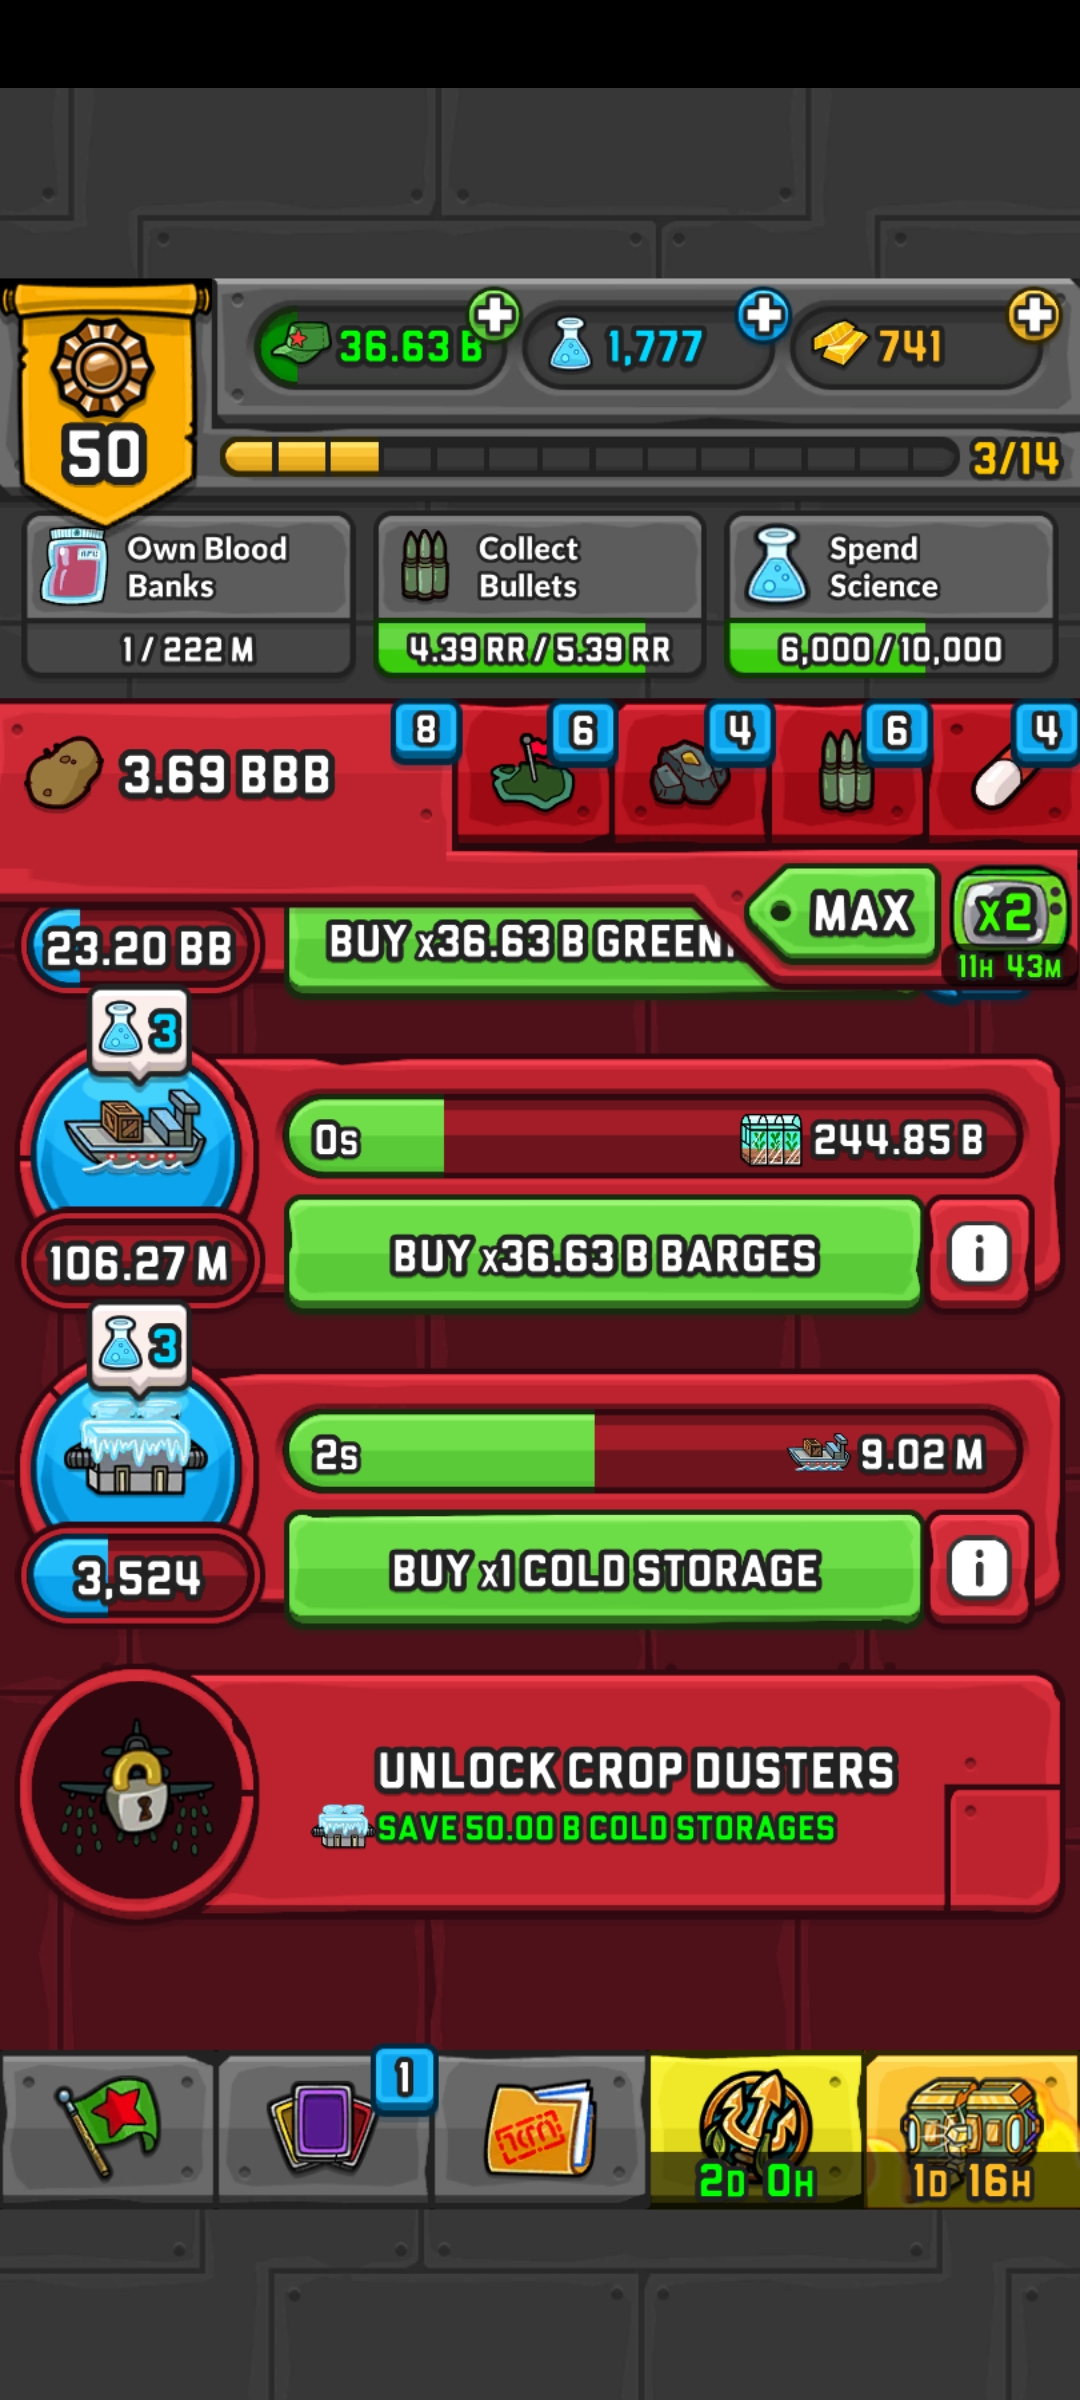 36.63 B
1,777
741
50
3/14
Own Blood
Banks
1 / 222 M
Collect
Bullets
4.39 RR / 5.39 RR
Spend
Science
6,000 / 10,000
3.69 BBB
8
6
4
6
4
MAX
x2
11H 43M
23.20 BB
BUY x36.63 B GREEN
3
0s
244.85 B
106.27 M
BUY x36.63 B BARGES
i
3
2s
9.02 M
3,524
BUY x1 COLD STORAGE
i
UNLOCK CROP DUSTERS
SAVE 50.00 B COLD STORAGES
1
2D 0H
1D 16H